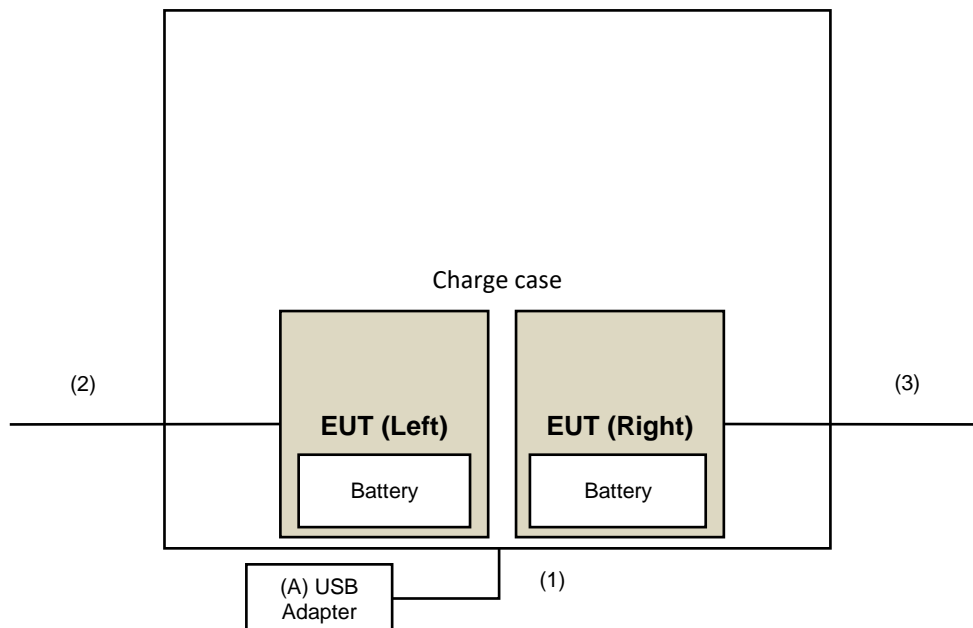 Charge case
(2)
(3)
EUT (Left)
EUT (Right)
Battery
Battery
(1)
(A) USB
Adapter